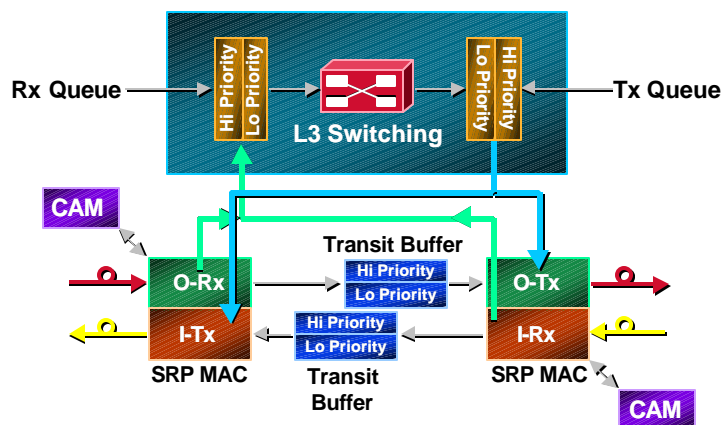 Rx Queue
Hi Priority
Lo Priority
L3 Switching
Lo Priority
Hi Priority
Tx Queue
CAM
Transit Buffer
O-Rx
Hi Priority
Lo Priority
O-Tx
I-Tx
Hi Priority
Lo Priority
I-Rx
SRP MAC
Transit
Buffer
SRP MAC
CAM